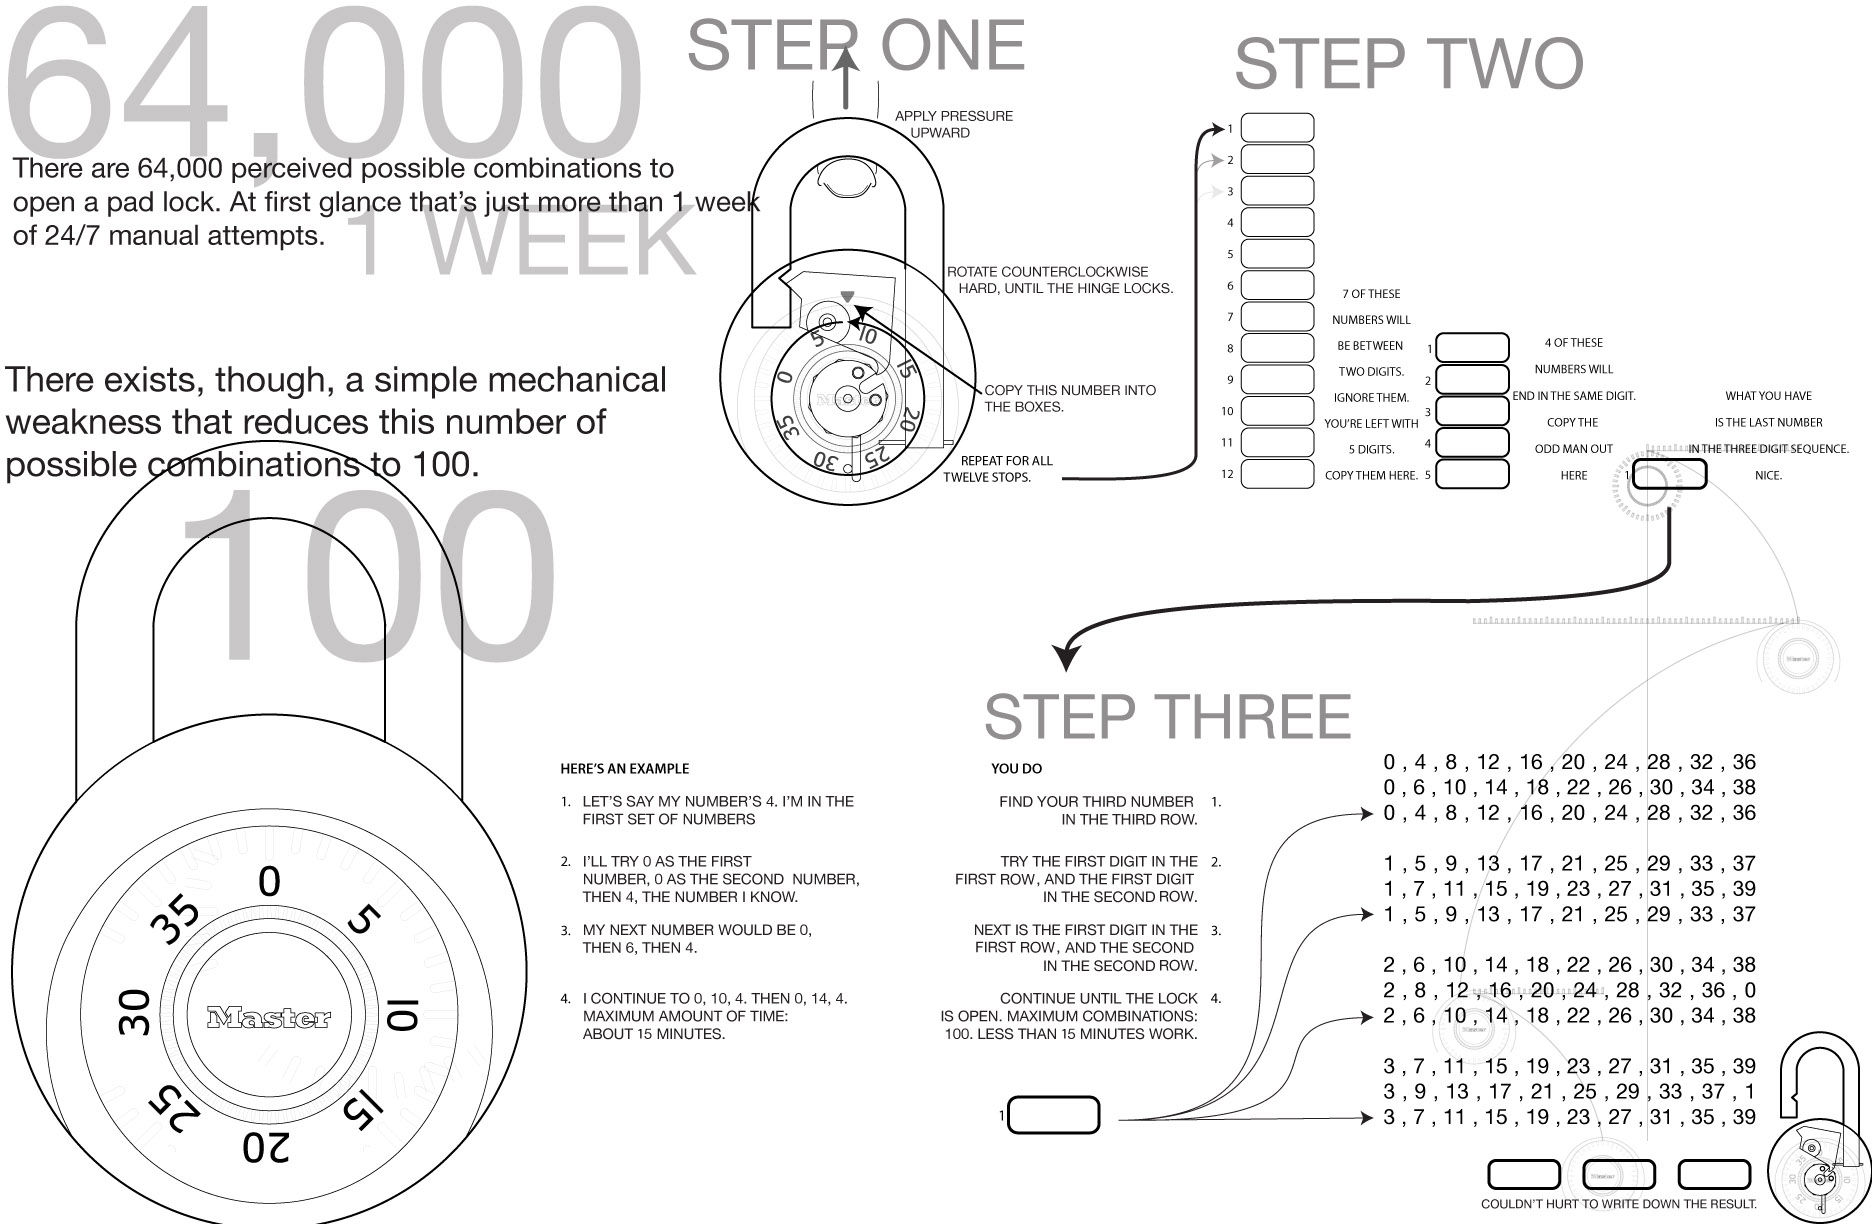 64,000
There are 64,000 perceived possible combinations to
open a pad lock. At first glance that's just more than 1 week
of 24/7 manual attempts.
1 WEEK
There exists, though, a simple mechanical
weakness that reduces this number of
possible combinations to 100.
100
0
5
10
15
20
25
30
35
Master
STEP ONE
APPLY PRESSURE
UPWARD
ROTATE COUNTERCLOCKWISE
HARD, UNTIL THE HINGE LOCKS.
0
5
10
15
20
25
30
35
Master
COPY THIS NUMBER INTO
THE BOXES.
REPEAT FOR ALL
TWELVE STOPS.
STEP TWO
1
2
3
4
5
6
7
8
9
10
11
12
7 OF THESE
NUMBERS WILL
BE BETWEEN
TWO DIGITS.
IGNORE THEM.
YOU'RE LEFT WITH
5 DIGITS.
COPY THEM HERE.
1
2
3
4
5
4 OF THESE
NUMBERS WILL
END IN THE SAME DIGIT.
COPY THE
ODD MAN OUT
HERE
1
WHAT YOU HAVE
IS THE LAST NUMBER
IN THE THREE DIGIT SEQUENCE.
NICE.
STEP THREE
HERE'S AN EXAMPLE
1. LET'S SAY MY NUMBER'S 4. I'M IN THE
FIRST SET OF NUMBERS
2. I'LL TRY 0 AS THE FIRST
NUMBER, 0 AS THE SECOND NUMBER,
THEN 4, THE NUMBER I KNOW.
3. MY NEXT NUMBER WOULD BE 0,
THEN 6, THEN 4.
4. I CONTINUE TO 0, 10, 4. THEN 0, 14, 4.
MAXIMUM AMOUNT OF TIME:
ABOUT 15 MINUTES.
YOU DO
FIND YOUR THIRD NUMBER 1.
IN THE THIRD ROW.
TRY THE FIRST DIGIT IN THE 2.
FIRST ROW, AND THE FIRST DIGIT
IN THE SECOND ROW.
NEXT IS THE FIRST DIGIT IN THE 3.
FIRST ROW, AND THE SECOND
IN THE SECOND ROW.
CONTINUE UNTIL THE LOCK 4.
IS OPEN. MAXIMUM COMBINATIONS:
100. LESS THAN 15 MINUTES WORK.
1
0 , 4 , 8 , 12 , 16 , 20 , 24 , 28 , 32 , 36
0 , 6 , 10 , 14 , 18 , 22 , 26 , 30 , 34 , 38
0 , 4 , 8 , 12 , 16 , 20 , 24 , 28 , 32 , 36
1 , 5 , 9 , 13 , 17 , 21 , 25 , 29 , 33 , 37
1 , 7 , 11 , 15 , 19 , 23 , 27 , 31 , 35 , 39
1 , 5 , 9 , 13 , 17 , 21 , 25 , 29 , 33 , 37
2 , 6 , 10 , 14 , 18 , 22 , 26 , 30 , 34 , 38
2 , 8 , 12 , 16 , 20 , 24 , 28 , 32 , 36 , 0
2 , 6 , 10 , 14 , 18 , 22 , 26 , 30 , 34 , 38
3 , 7 , 11 , 15 , 19 , 23 , 27 , 31 , 35 , 39
3 , 9 , 13 , 17 , 21 , 25 , 29 , 33 , 37 , 1
3 , 7 , 11 , 15 , 19 , 23 , 27 , 31 , 35 , 39
Master
Master
Master
COULDN'T HURT TO WRITE DOWN THE RESULT.